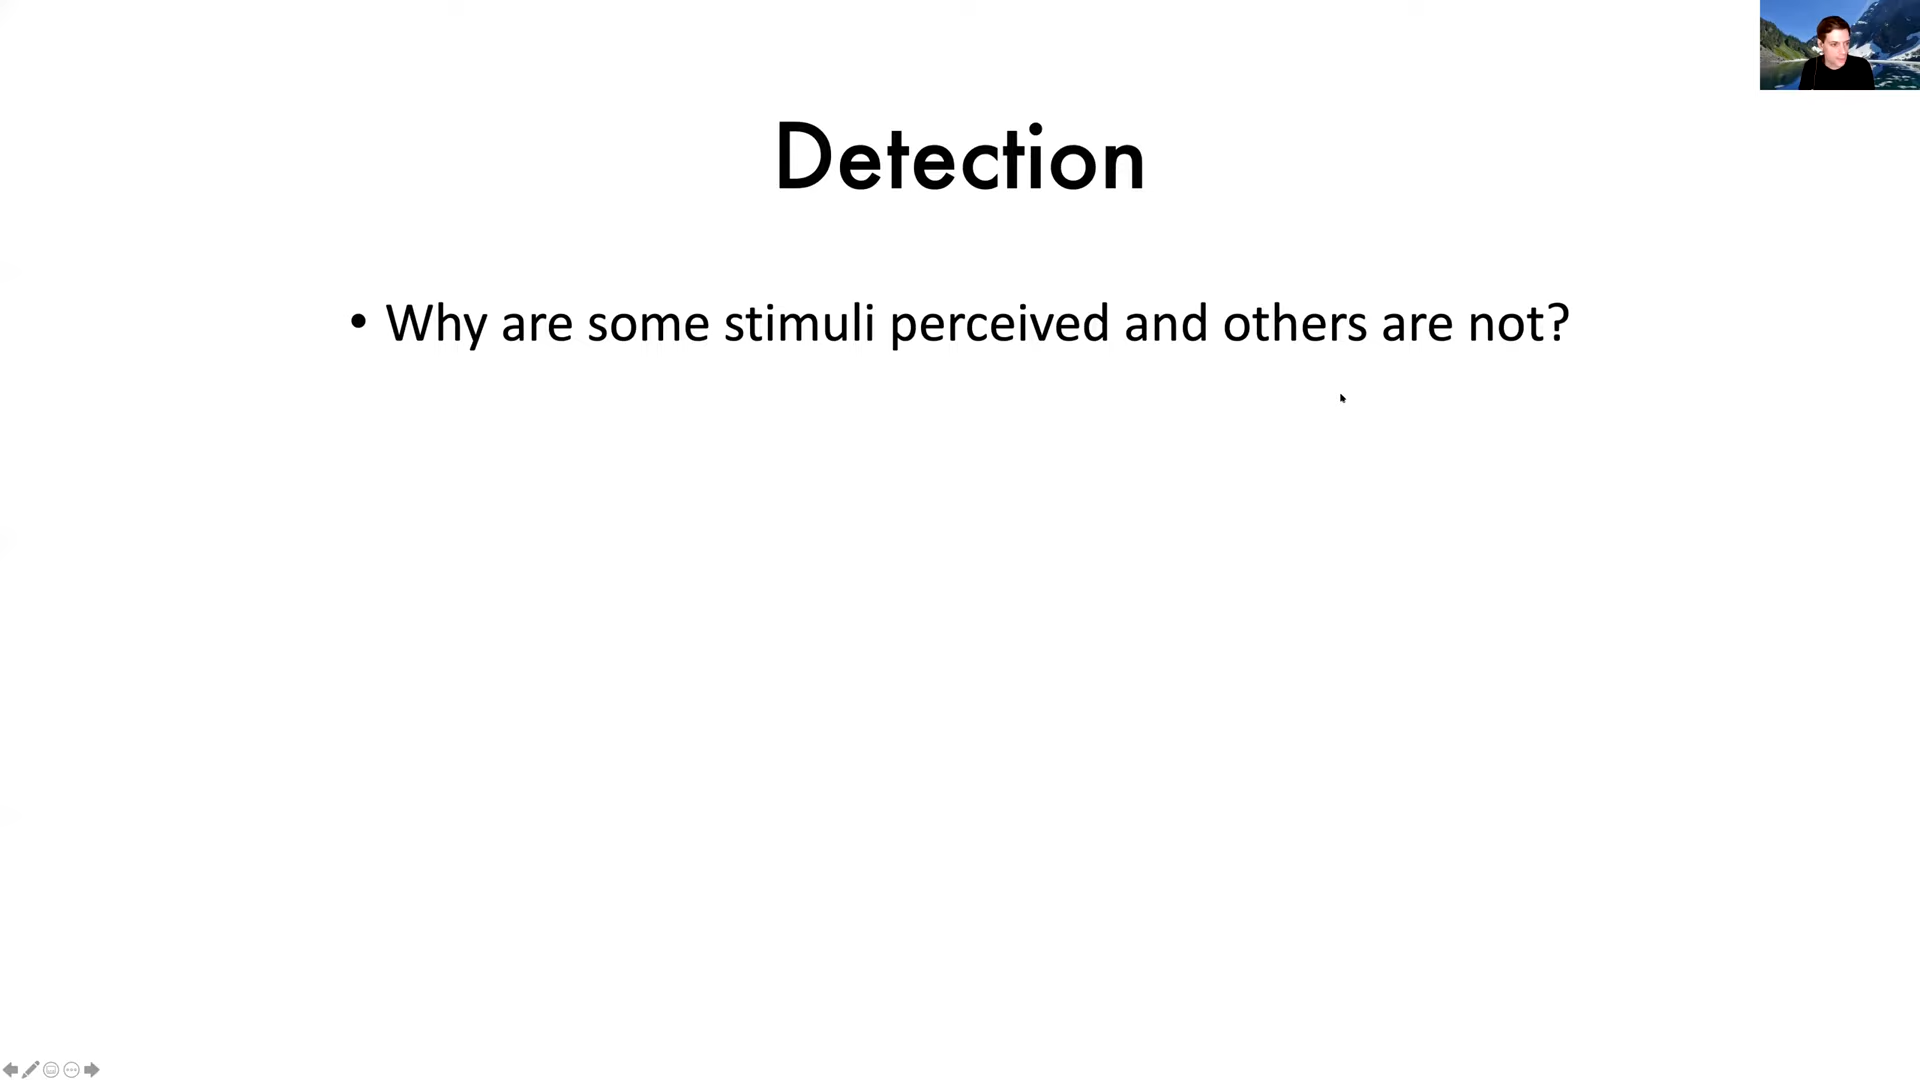 Detection
• Why are some stimuli perceived and others are not?